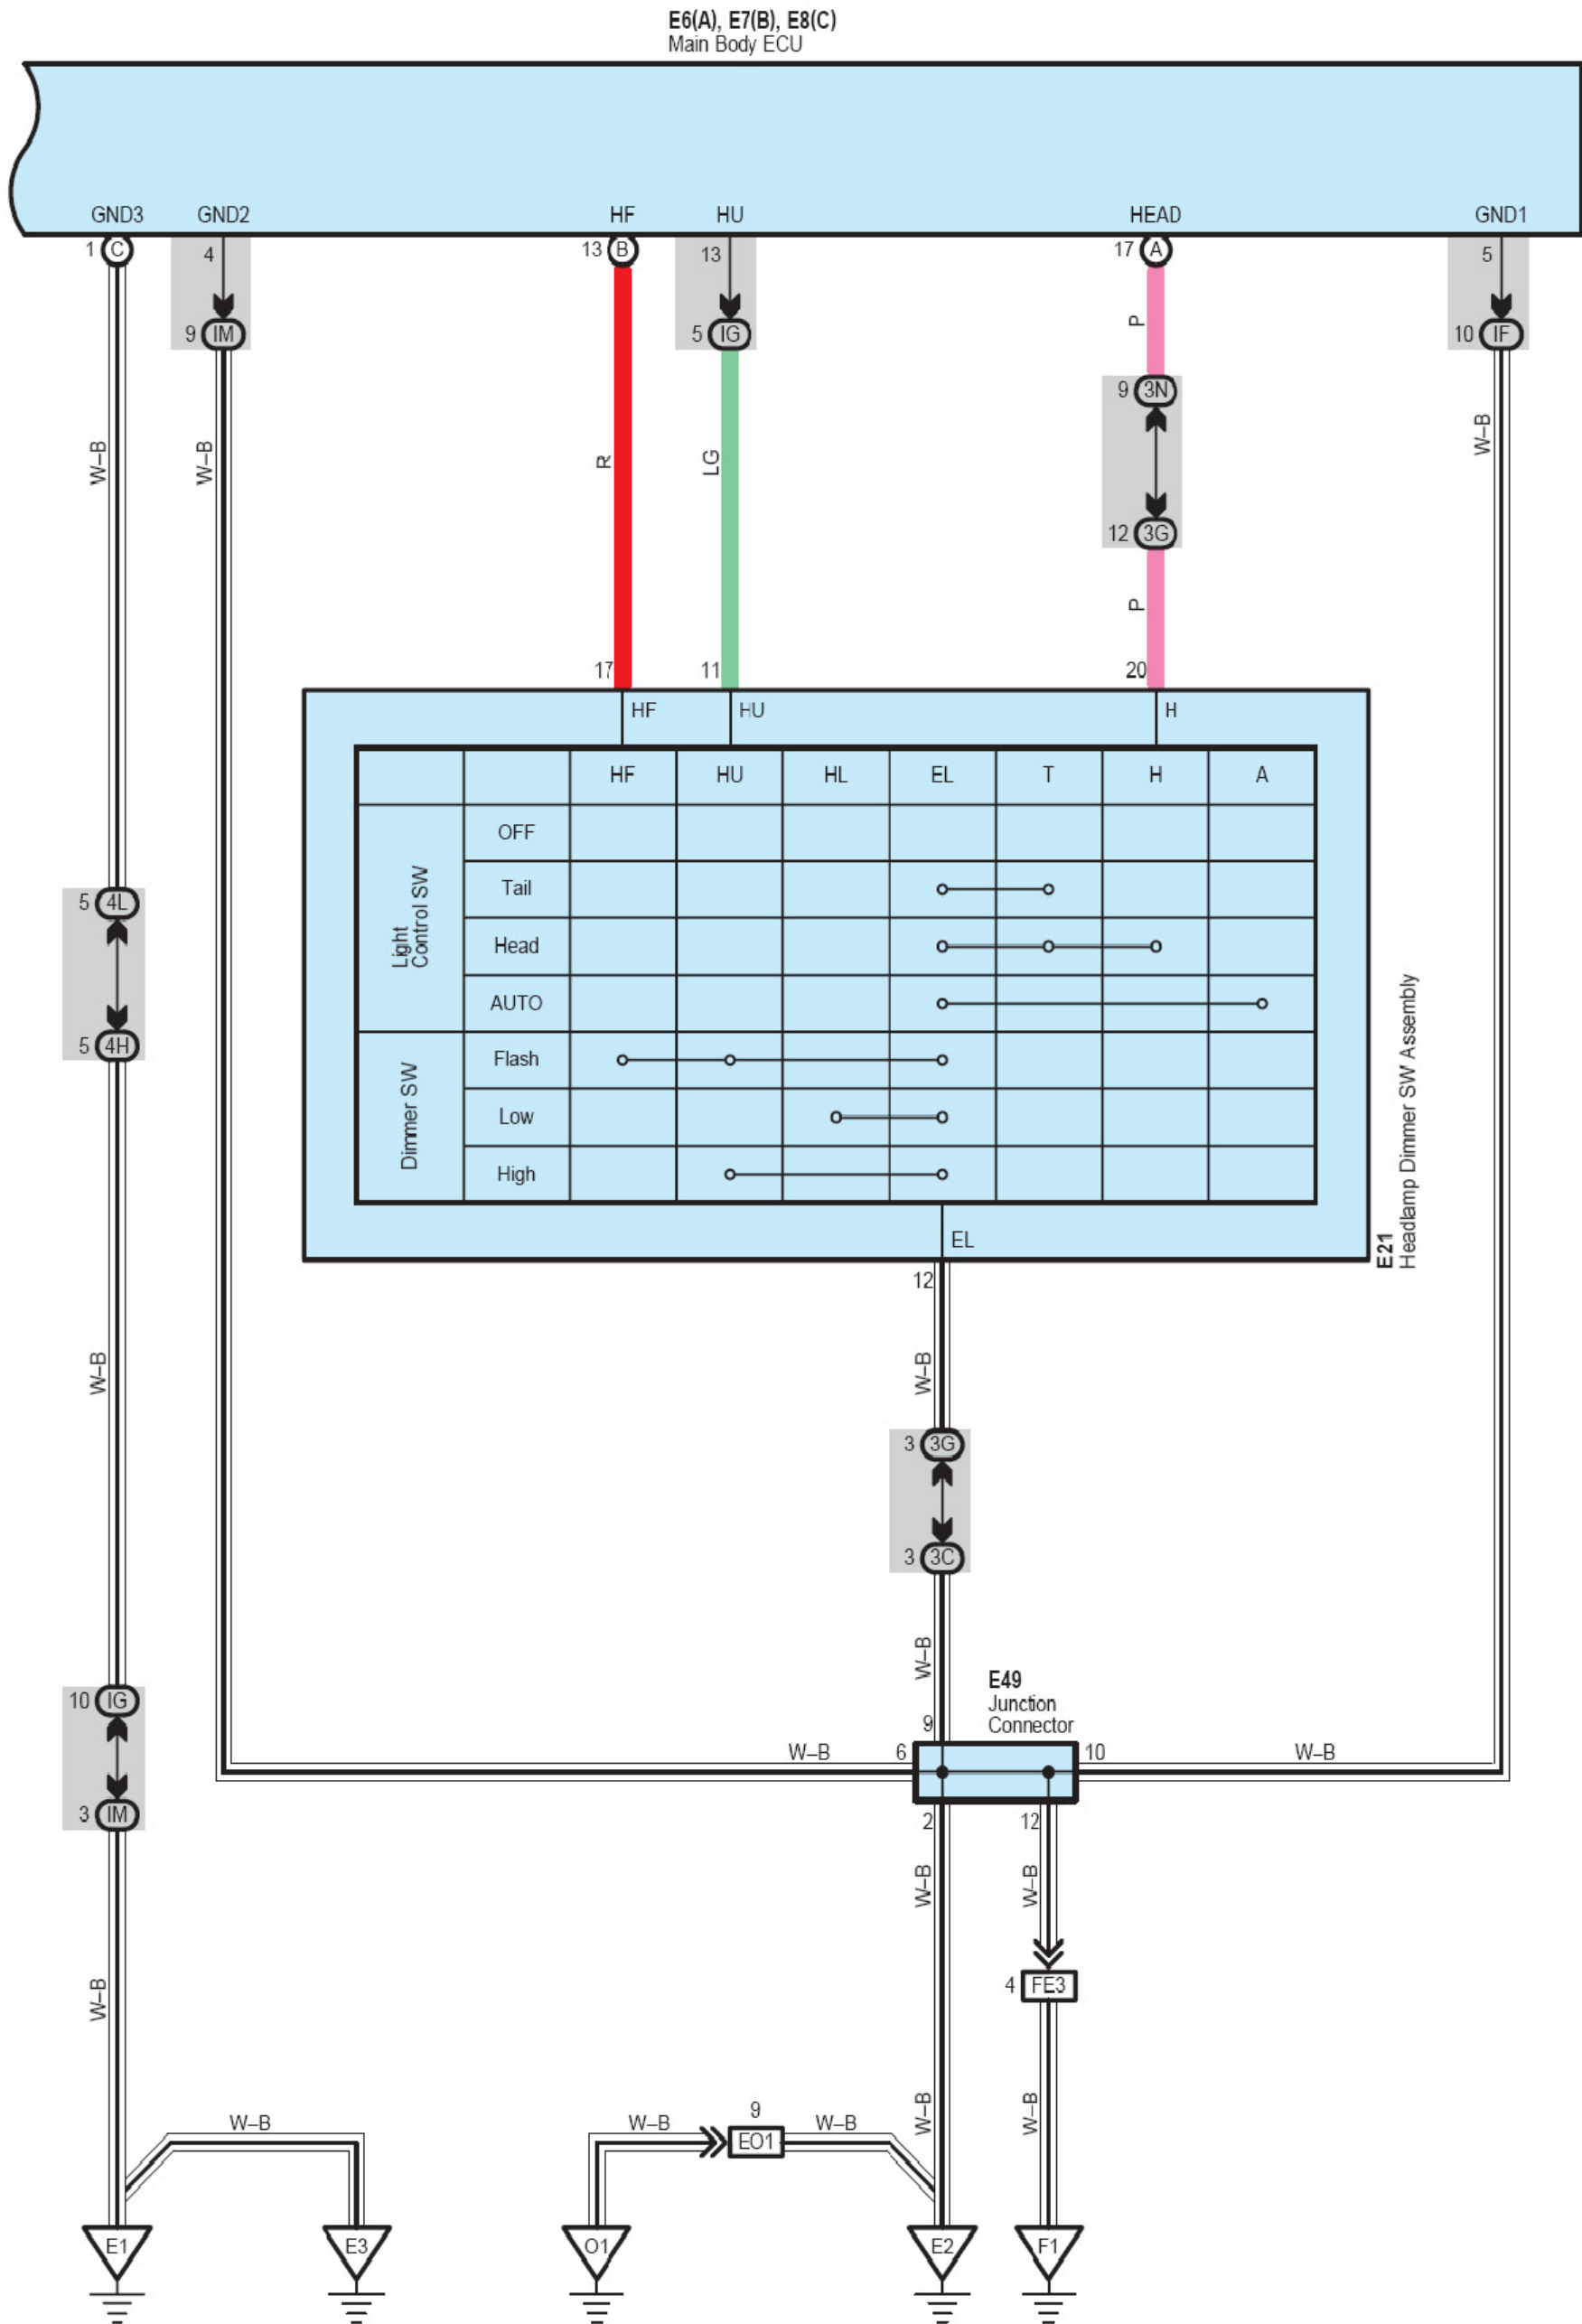 E6(A), E7(B), E8(C)
Main Body ECU
GND3 GND2 HF HU HEAD GND1
1 C 4 13 B 13 17 A 5
9 IM 5 IG 10 IF
P
9 3N
W–B W–B R LG W–B
12 3G
P
17 11 20
HF HU H
HF HU HL EL T H A
Light
Control SW
OFF
Tail
Head
AUTO
Dimmer SW
Flash
Low
High
EL
E21
Headlamp Dimmer SW Assembly
5 4L
5 4H
12
W–B W–B
3 3G
3 3C
W–B
E49
Junction
Connector
10 IG
9
W–B 6 10 W–B
3 IM
2 12
W–B W–B
W–B
4 FE3
W–B W–B
9
W–B W–B EO1 W–B
E1 E3 O1 E2 F1